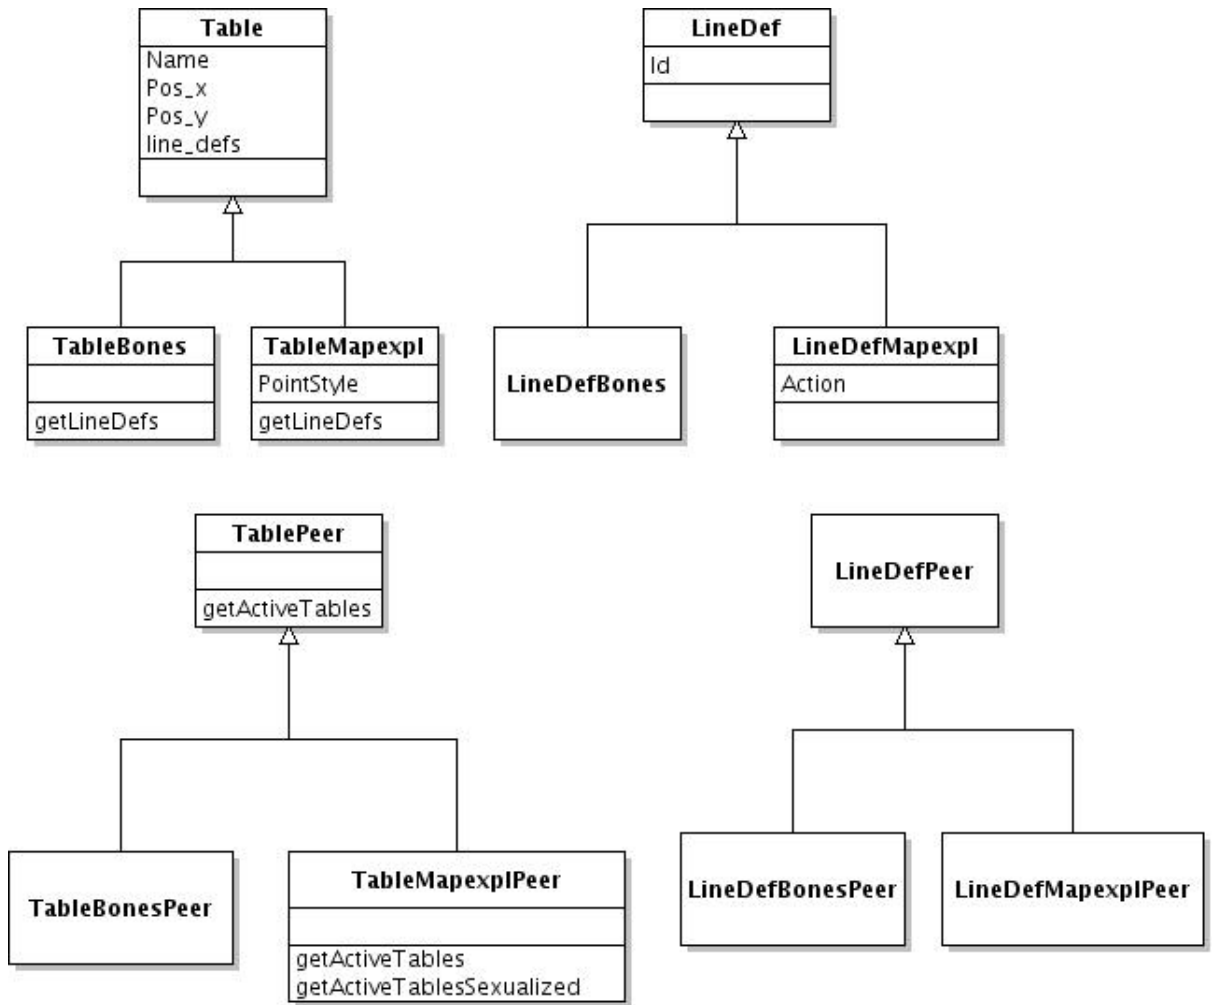 Table
Name
Pos_x
Pos_y
line_defs
LineDef
Id
TableBones
getLineDefs
TableMapexpl
PointStyle
getLineDefs
LineDefBones
LineDefMapexpl
Action
TablePeer
getActiveTables
LineDefPeer
TableBonesPeer
TableMapexplPeer
getActiveTables
getActiveTablesSexualized
LineDefBonesPeer
LineDefMapexplPeer